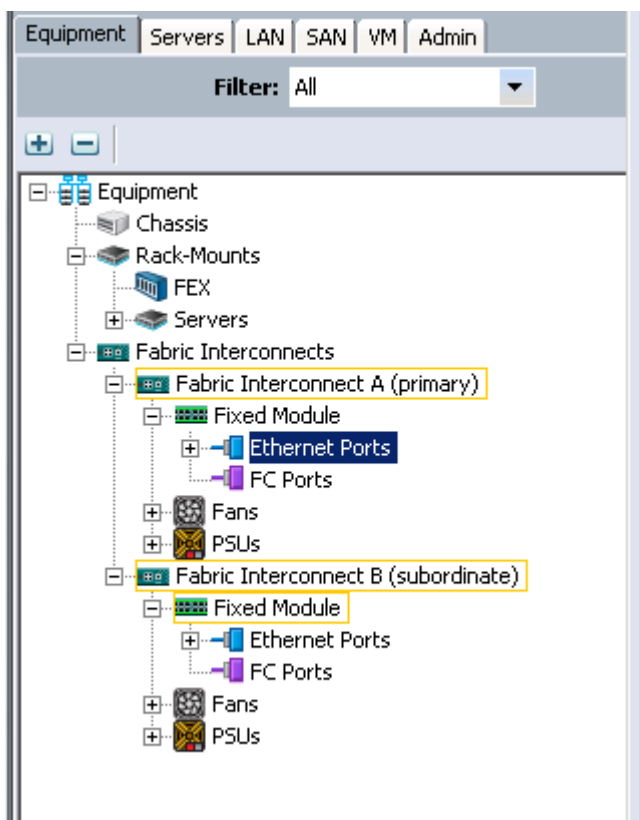 Equipment Servers LAN SAN VM Admin
Filter: All
Equipment
Chassis
Rack-Mounts
FEX
Servers
Fabric Interconnects
Fabric Interconnect A (primary)
Fixed Module
Ethernet Ports
FC Ports
Fans
PSUs
Fabric Interconnect B (subordinate)
Fixed Module
Ethernet Ports
FC Ports
Fans
PSUs